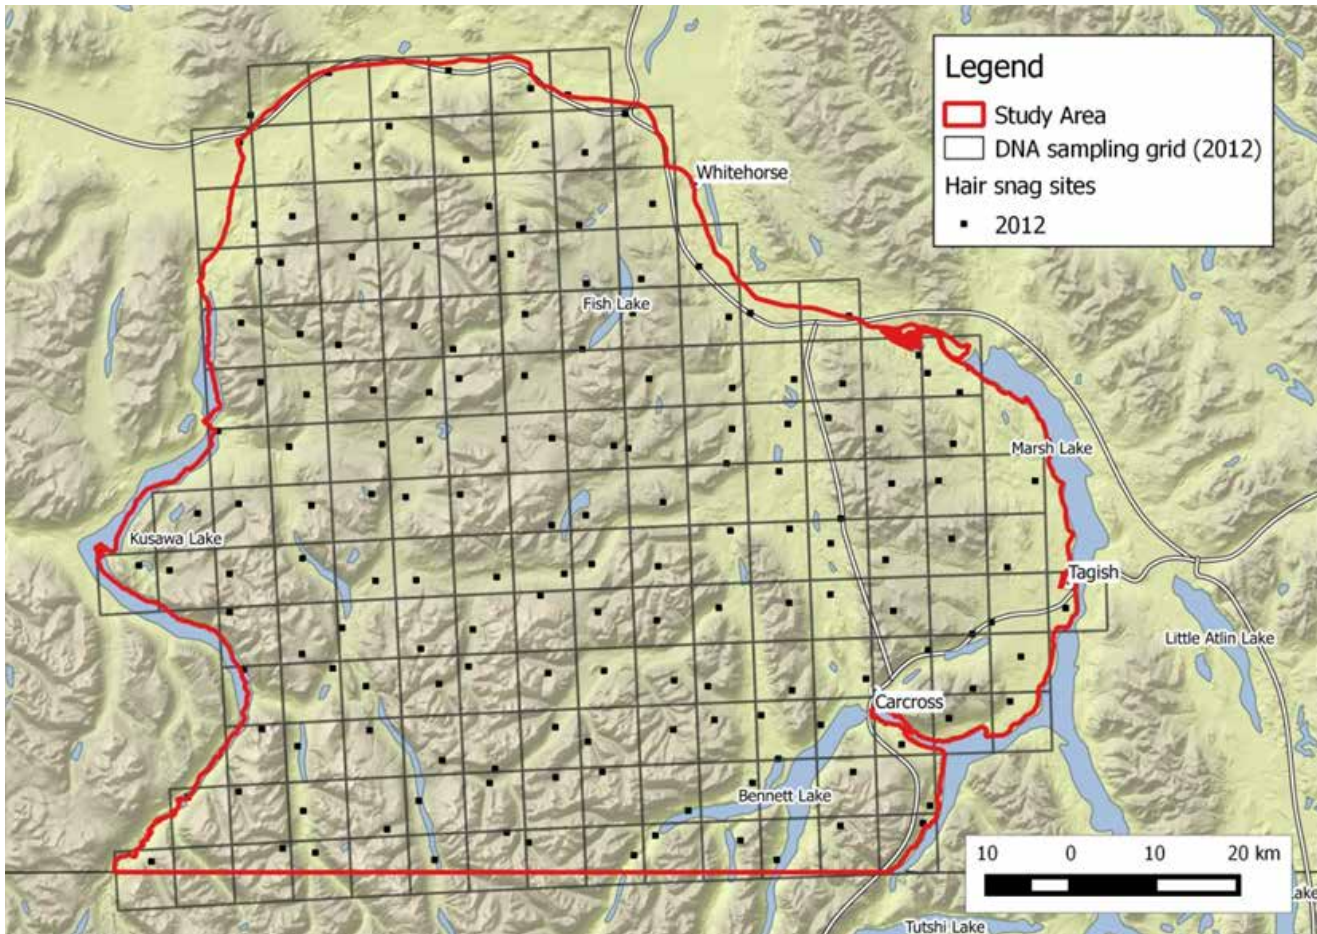 Legend
Study Area
DNA sampling grid (2012)
Hair snag sites
2012
Whitehorse
Fish Lake
Marsh Lake
Kusawa Lake
Tagish
Little Atlin Lake
Carcross
Bennett Lake
10 0 10 20 km
Lake
Tutshi Lake